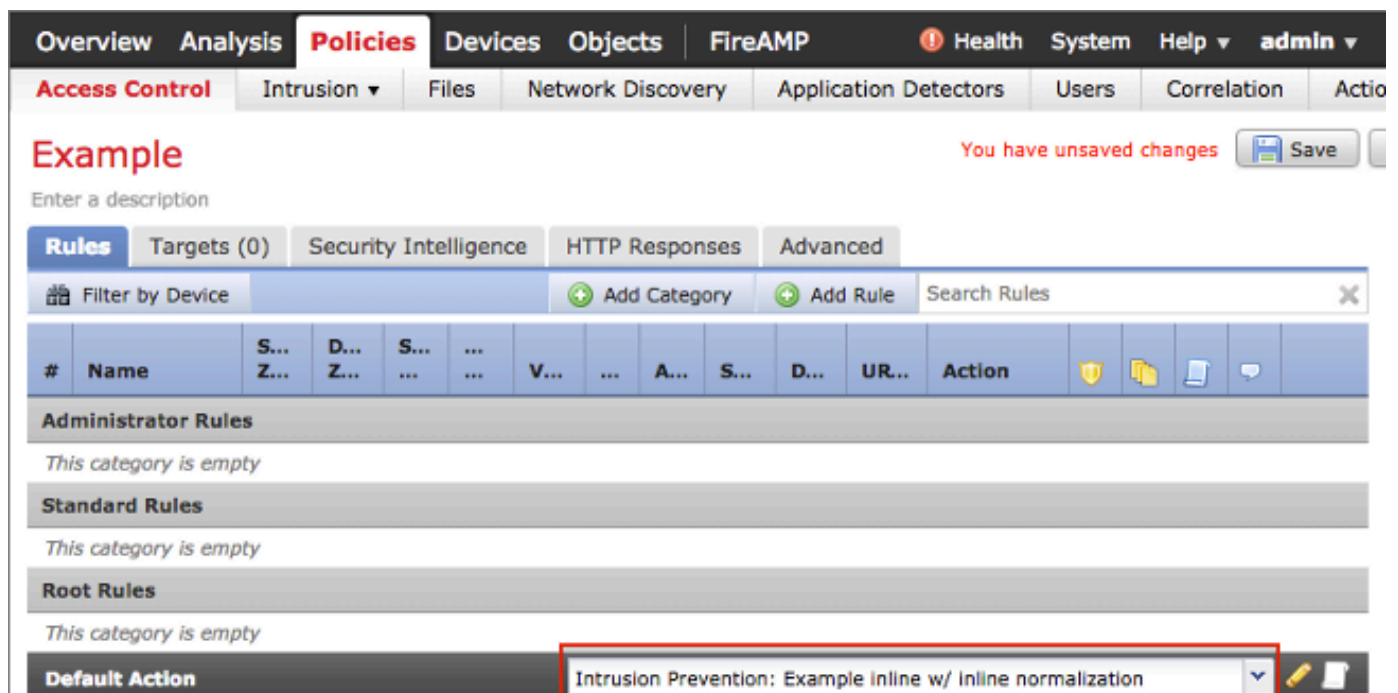 Overview Analysis Policies Devices Objects FireAMP Health System Help admin
Access Control Intrusion Files Network Discovery Application Detectors Users Correlation Actio
Example
You have unsaved changes Save
Enter a description
Rules Targets (0) Security Intelligence HTTP Responses Advanced
Filter by Device Add Category Add Rule Search Rules
# Name S... Z... D... Z... S... ... ... ... V... ... A... S... D... UR... Action
Administrator Rules
This category is empty
Standard Rules
This category is empty
Root Rules
This category is empty
Default Action Intrusion Prevention: Example inline w/ inline normalization